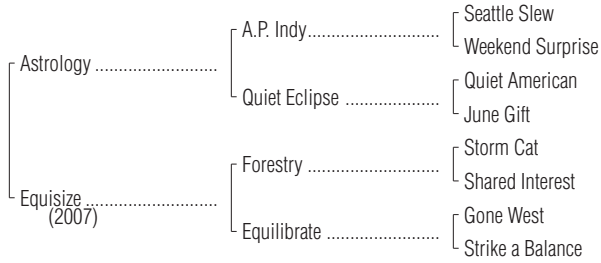 Seattle Slew
A.P. Indy......................................
Weekend Surprise
Astrology ...................................
Quiet American
Quiet Eclipse ...........................
June Gift
Storm Cat
Forestry ......................................
Shared Interest
Equisize ......................................
(2007)
Gone West
Equilibrate .................................
Strike a Balance